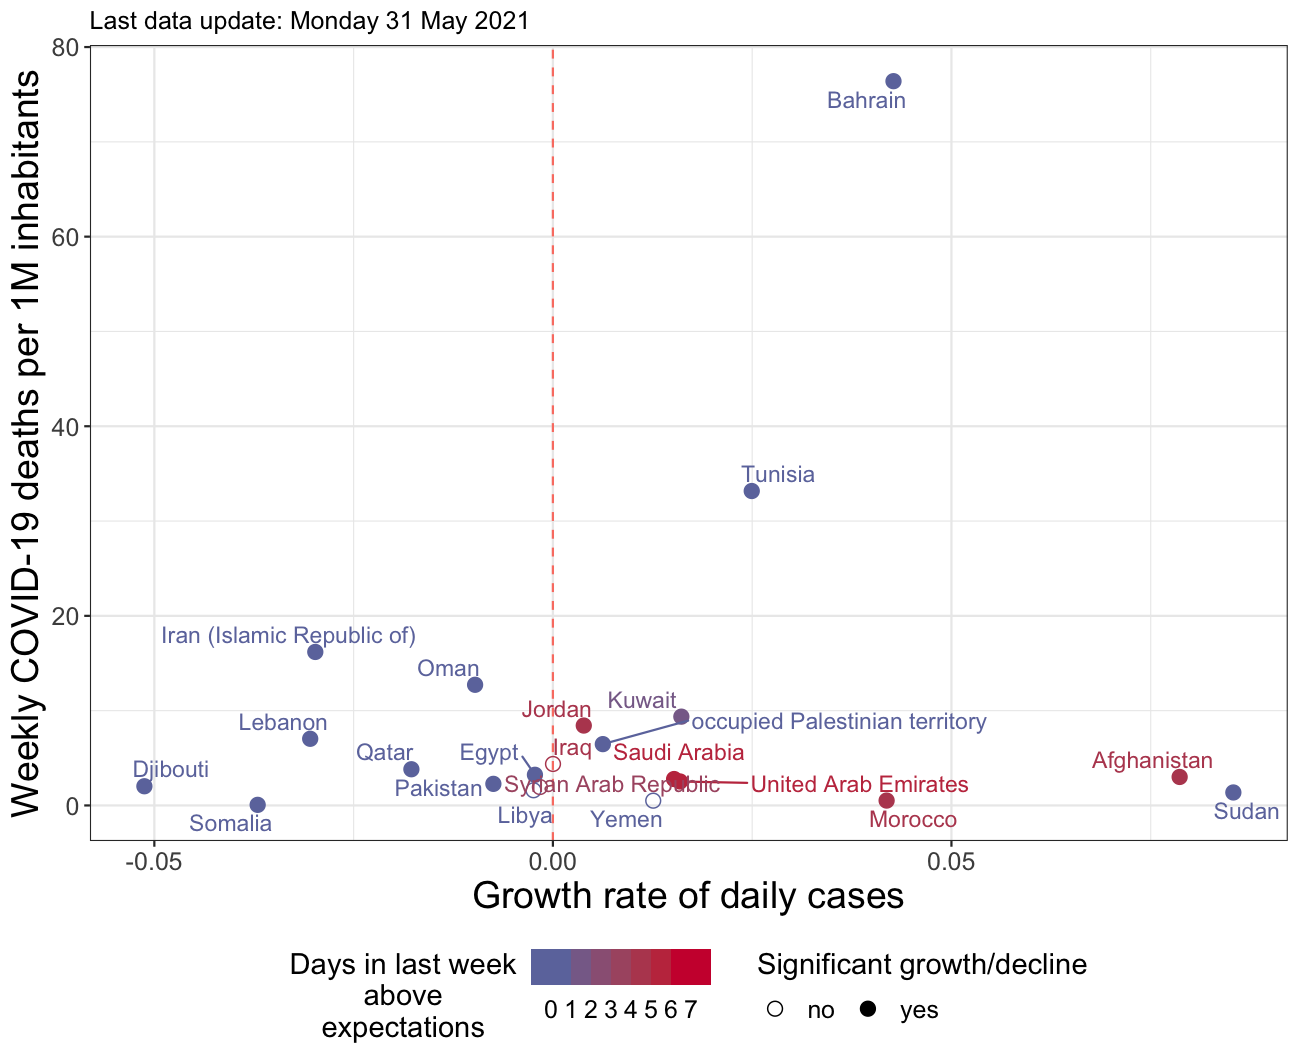 Last data update: Monday 31 May 2021
Weekly COVID-19 deaths per 1M inhabitants
80
60
40
20
0
Bahrain
Tunisia
Iran (Islamic Republic of)
Oman
Lebanon
Kuwait
Jordan
occupied Palestinian territory
Qatar
Egypt
Iraq
Saudi Arabia
Djibouti
Afghanistan
Pakistan
Syrian Arab Republic
United Arab Emirates
Somalia
Libya
Yemen
Morocco
Sudan
-0.05
0.00
0.05
Growth rate of daily cases
Days in last week
above
expectations
0 1 2 3 4 5 6 7
Significant growth/decline
no
yes